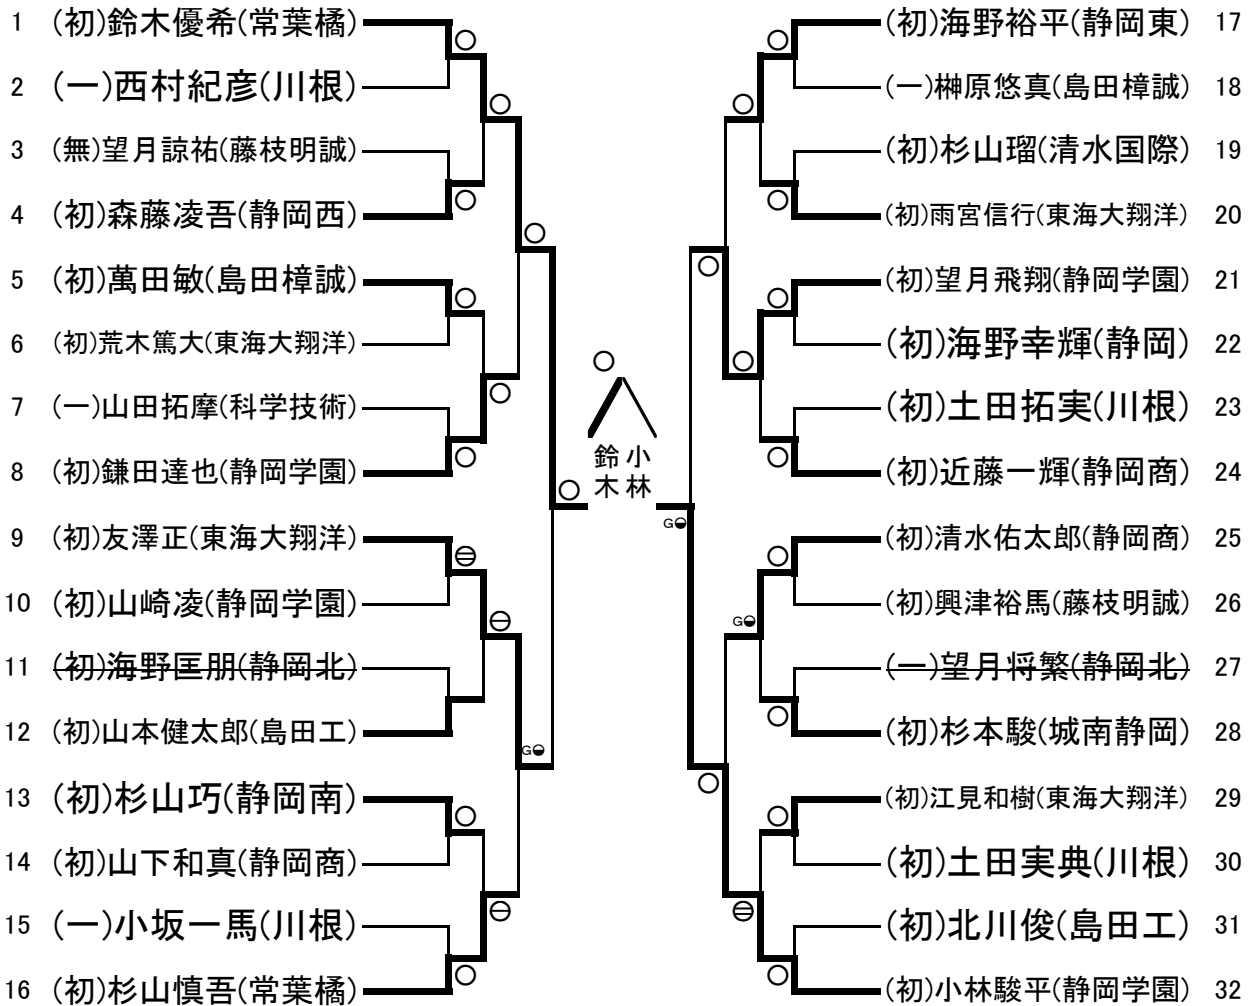 1 (初)鈴木優希(常葉橘)
2 (一)西村紀彦(川根)
3 (無)望月諒祐(藤枝明誠)
4 (初)森藤凌吾(静岡西)
5 (初)萬田敏(島田樟誠)
6 (初)荒木篤大(東海大翔洋)
7 (一)山田拓摩(科学技術)
8 (初)鎌田達也(静岡学園)
9 (初)友澤正(東海大翔洋)
10 (初)山崎凌(静岡学園)
11 (初)海野匡朋(静岡北)
12 (初)山本健太郎(島田工)
13 (初)杉山巧(静岡南)
14 (初)山下和真(静岡商)
15 (一)小坂一馬(川根)
16 (初)杉山慎吾(常葉橘)
G
鈴木
小林
G
G
(初)海野裕平(静岡東) 17
(一)榊原悠真(島田樟誠) 18
(初)杉山瑠(清水国際) 19
(初)雨宮信行(東海大翔洋) 20
(初)望月飛翔(静岡学園) 21
(初)海野幸輝(静岡) 22
(初)土田拓実(川根) 23
(初)近藤一輝(静岡商) 24
(初)清水佑太郎(静岡商) 25
(初)興津裕馬(藤枝明誠) 26
(一)望月将繁(静岡北) 27
(初)杉本駿(城南静岡) 28
(初)江見和樹(東海大翔洋) 29
(初)土田実典(川根) 30
(初)北川俊(島田工) 31
(初)小林駿平(静岡学園) 32